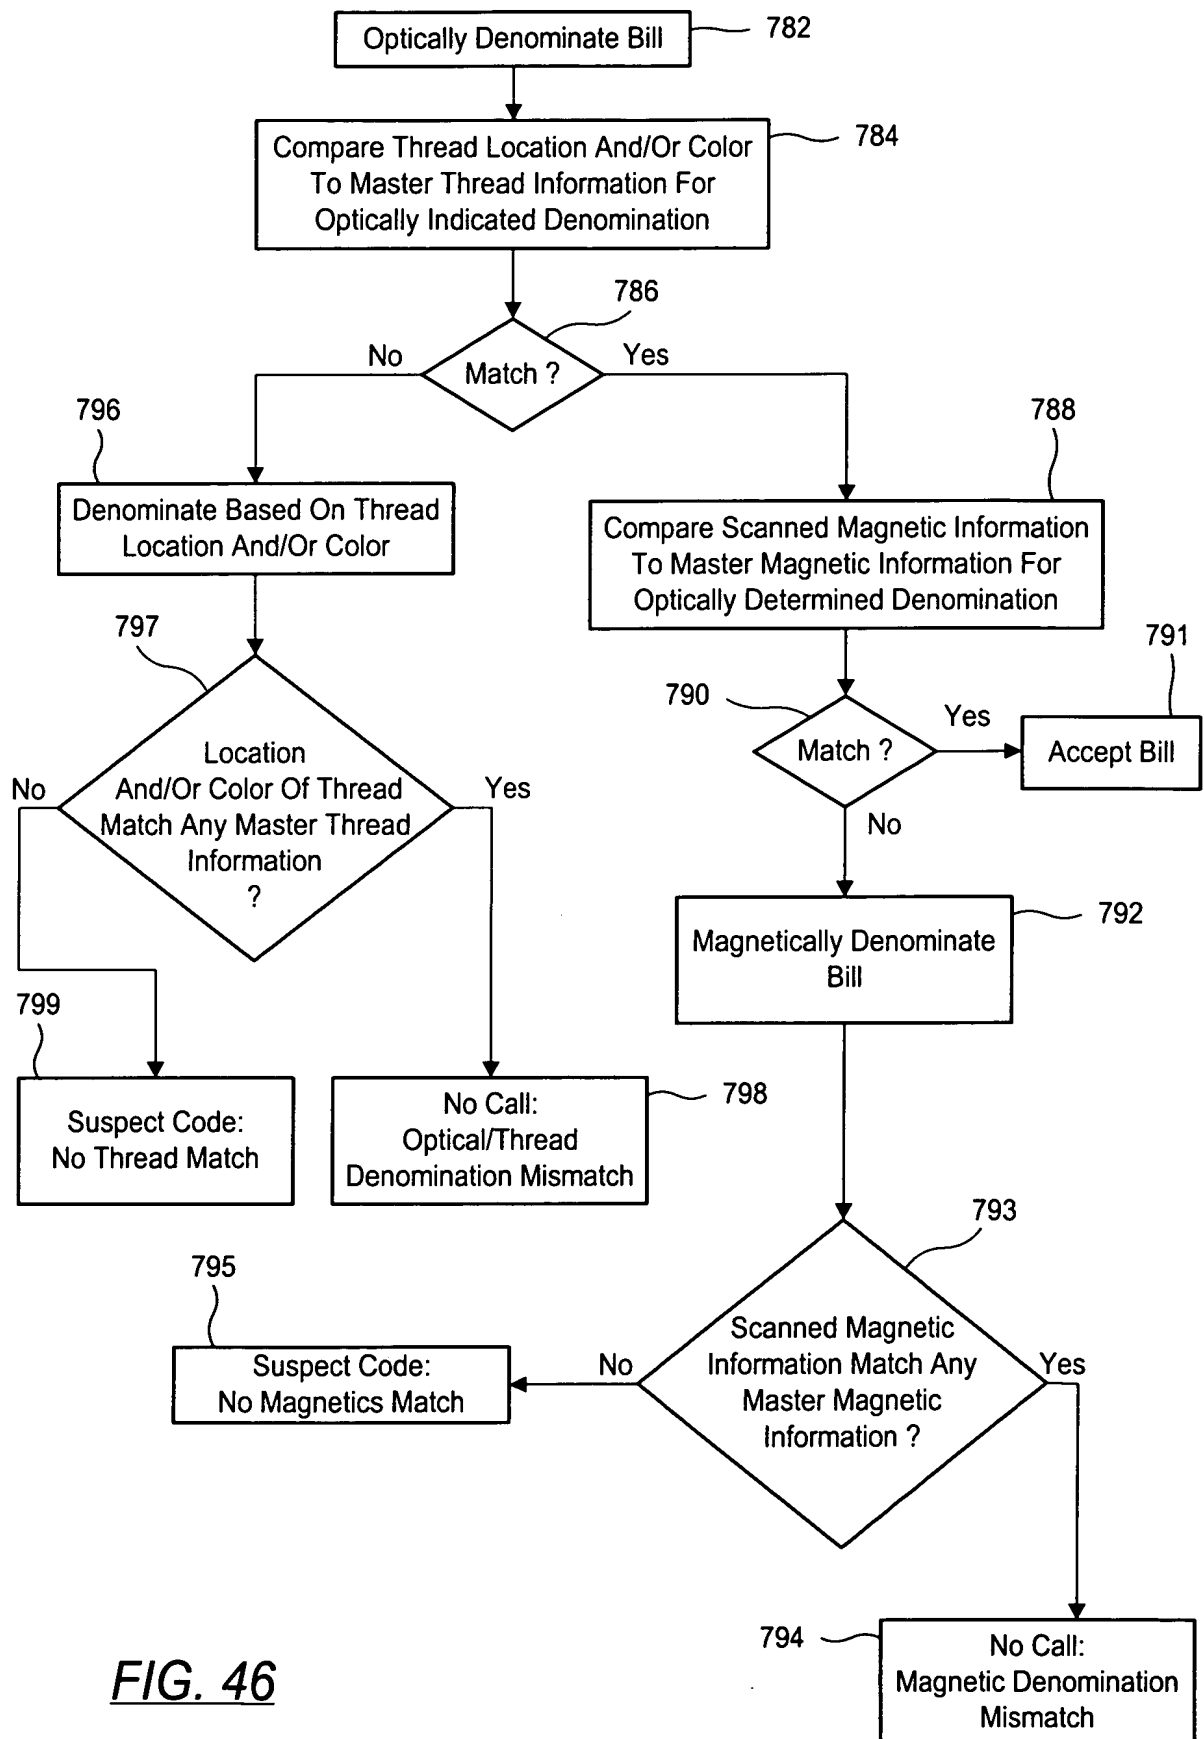 Optically Denominate Bill
782
Compare Thread Location And/Or Color
To Master Thread Information For
Optically Indicated Denomination
784
786
Match ?
No
Yes
796
Denominate Based On Thread
Location And/Or Color
788
Compare Scanned Magnetic Information
To Master Magnetic Information For
Optically Determined Denomination
797
Location
And/Or Color Of Thread
Match Any Master Thread
Information
?
No
Yes
790
Match ?
Yes
791
Accept Bill
No
792
Magnetically Denominate
Bill
799
Suspect Code:
No Thread Match
No Call:
Optical/Thread
Denomination Mismatch
798
793
Scanned Magnetic
Information Match Any
Master Magnetic
Information ?
No
Yes
795
Suspect Code:
No Magnetics Match
794
No Call:
Magnetic Denomination
Mismatch
FIG. 46